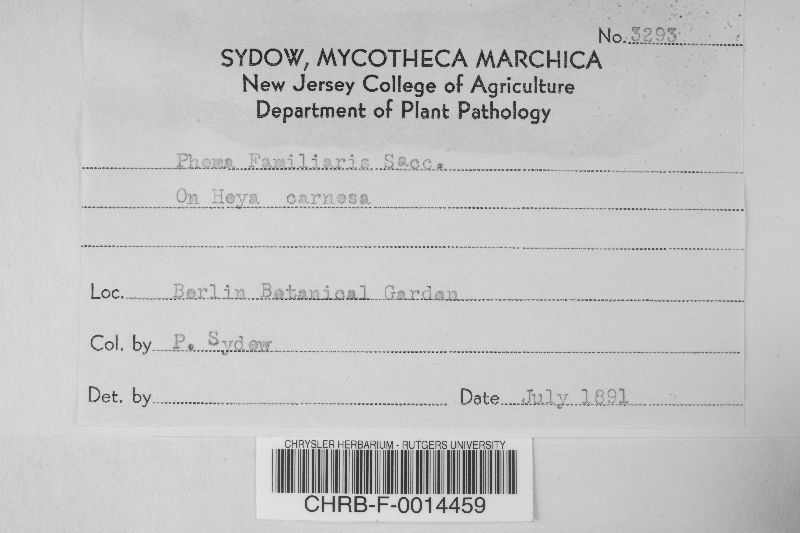 No. 3293
SYDOW, MYCOTHECA MARCHICA
New Jersey College of Agriculture
Department of Plant Pathology
Phoma Familiaris Sacc.
On Hoya carnosa
Loc. Berlin Botanical Garden
Col. by P. Sydow
Det. by
Date July 1891
CHRYSLER HERBARIUM - RUTGERS UNIVERSITY
CHRB-F-0014459